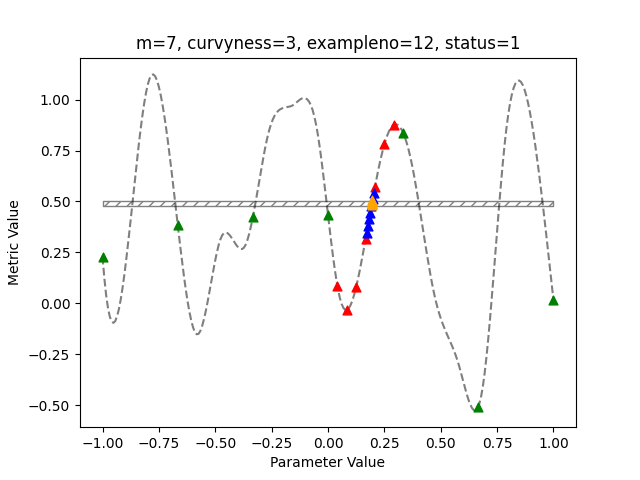 m=7, curvyness=3, exampleno=12, status=1
Metric Value
1.00
0.75
0.50
0.25
0.00
−0.25
−0.50
−1.00 −0.75 −0.50 −0.25 0.00 0.25 0.50 0.75 1.00
Parameter Value